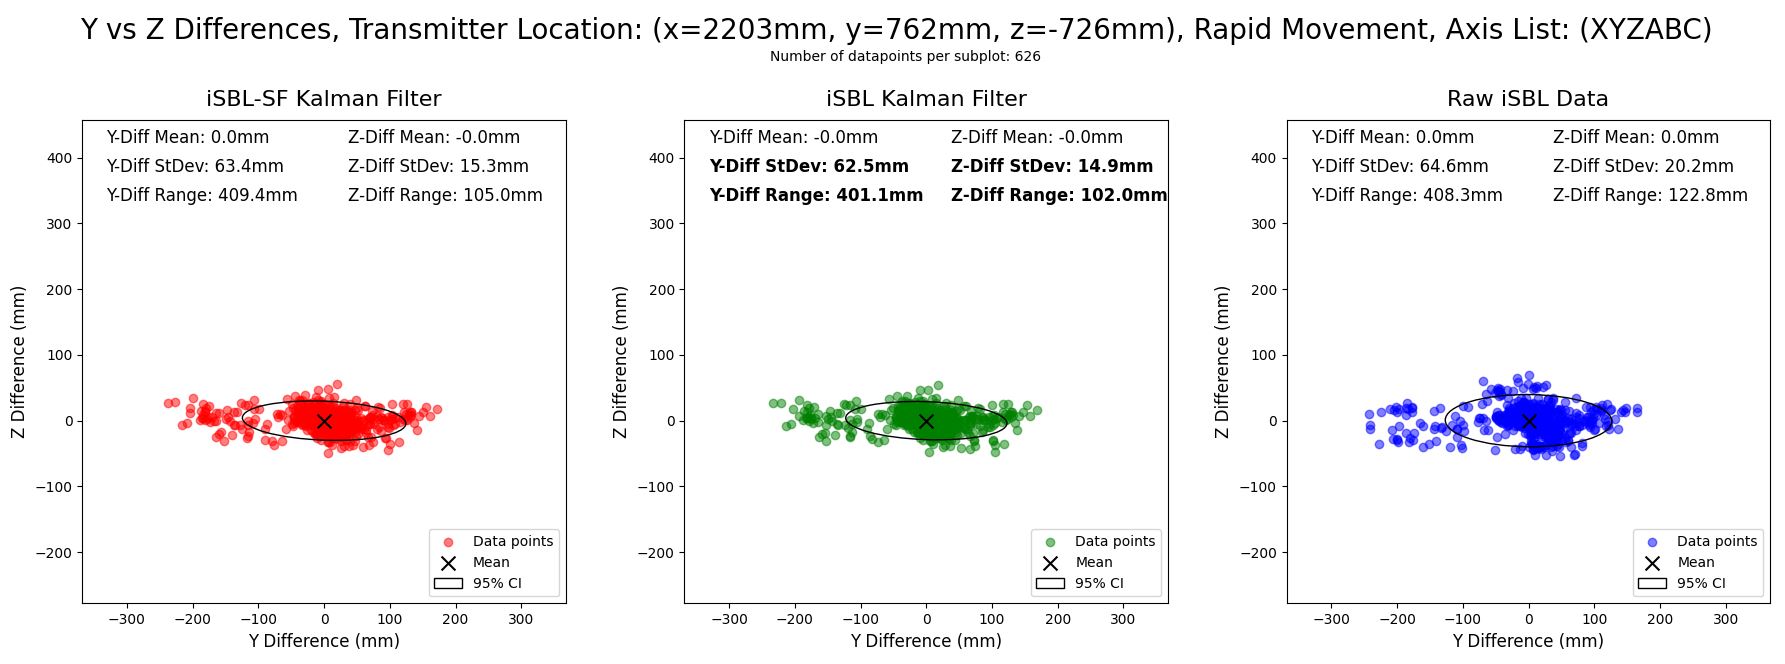 Y vs Z Differences, Transmitter Location: (x=2203mm, y=762mm, z=-726mm), Rapid Movement, Axis List: (XYZABC)
Number of datapoints per subplot: 626
iSBL-SF Kalman Filter
Y-Diff Mean: 0.0mm Z-Diff Mean: -0.0mm
Y-Diff StDev: 63.4mm Z-Diff StDev: 15.3mm
Y-Diff Range: 409.4mm Z-Diff Range: 105.0mm
400
300
200
100
0
−100
−200
Z Difference (mm)
Data points
Mean
95% CI
−300 −200 −100 0 100 200 300
Y Difference (mm)
iSBL Kalman Filter
Y-Diff Mean: -0.0mm Z-Diff Mean: -0.0mm
Y-Diff StDev: 62.5mm Z-Diff StDev: 14.9mm
Y-Diff Range: 401.1mm Z-Diff Range: 102.0mm
400
300
200
100
0
−100
−200
Z Difference (mm)
Data points
Mean
95% CI
−300 −200 −100 0 100 200 300
Y Difference (mm)
Raw iSBL Data
Y-Diff Mean: 0.0mm Z-Diff Mean: 0.0mm
Y-Diff StDev: 64.6mm Z-Diff StDev: 20.2mm
Y-Diff Range: 408.3mm Z-Diff Range: 122.8mm
400
300
200
100
0
−100
−200
Z Difference (mm)
Data points
Mean
95% CI
−300 −200 −100 0 100 200 300
Y Difference (mm)